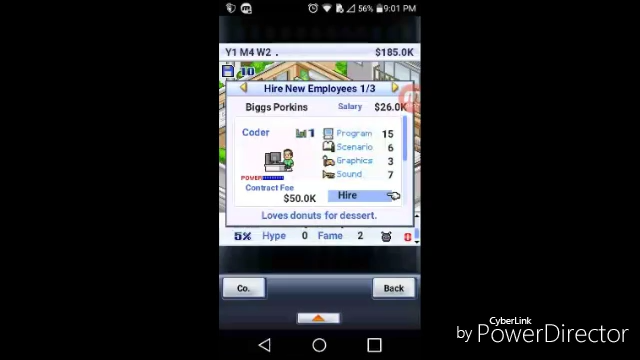 56% 9:01 PM
Y1 M4 W2 . $185.0K
Hire New Employees 1/3
Biggs Porkins Salary $26.0K
Coder 1 Program 15
Scenario 6
Graphics 3
POWER Sound 7
Contract Fee
$50.0K Hire
Loves donuts for dessert.
5% Hype 0 Fame 2
Co. Back
CyberLink
by PowerDirector